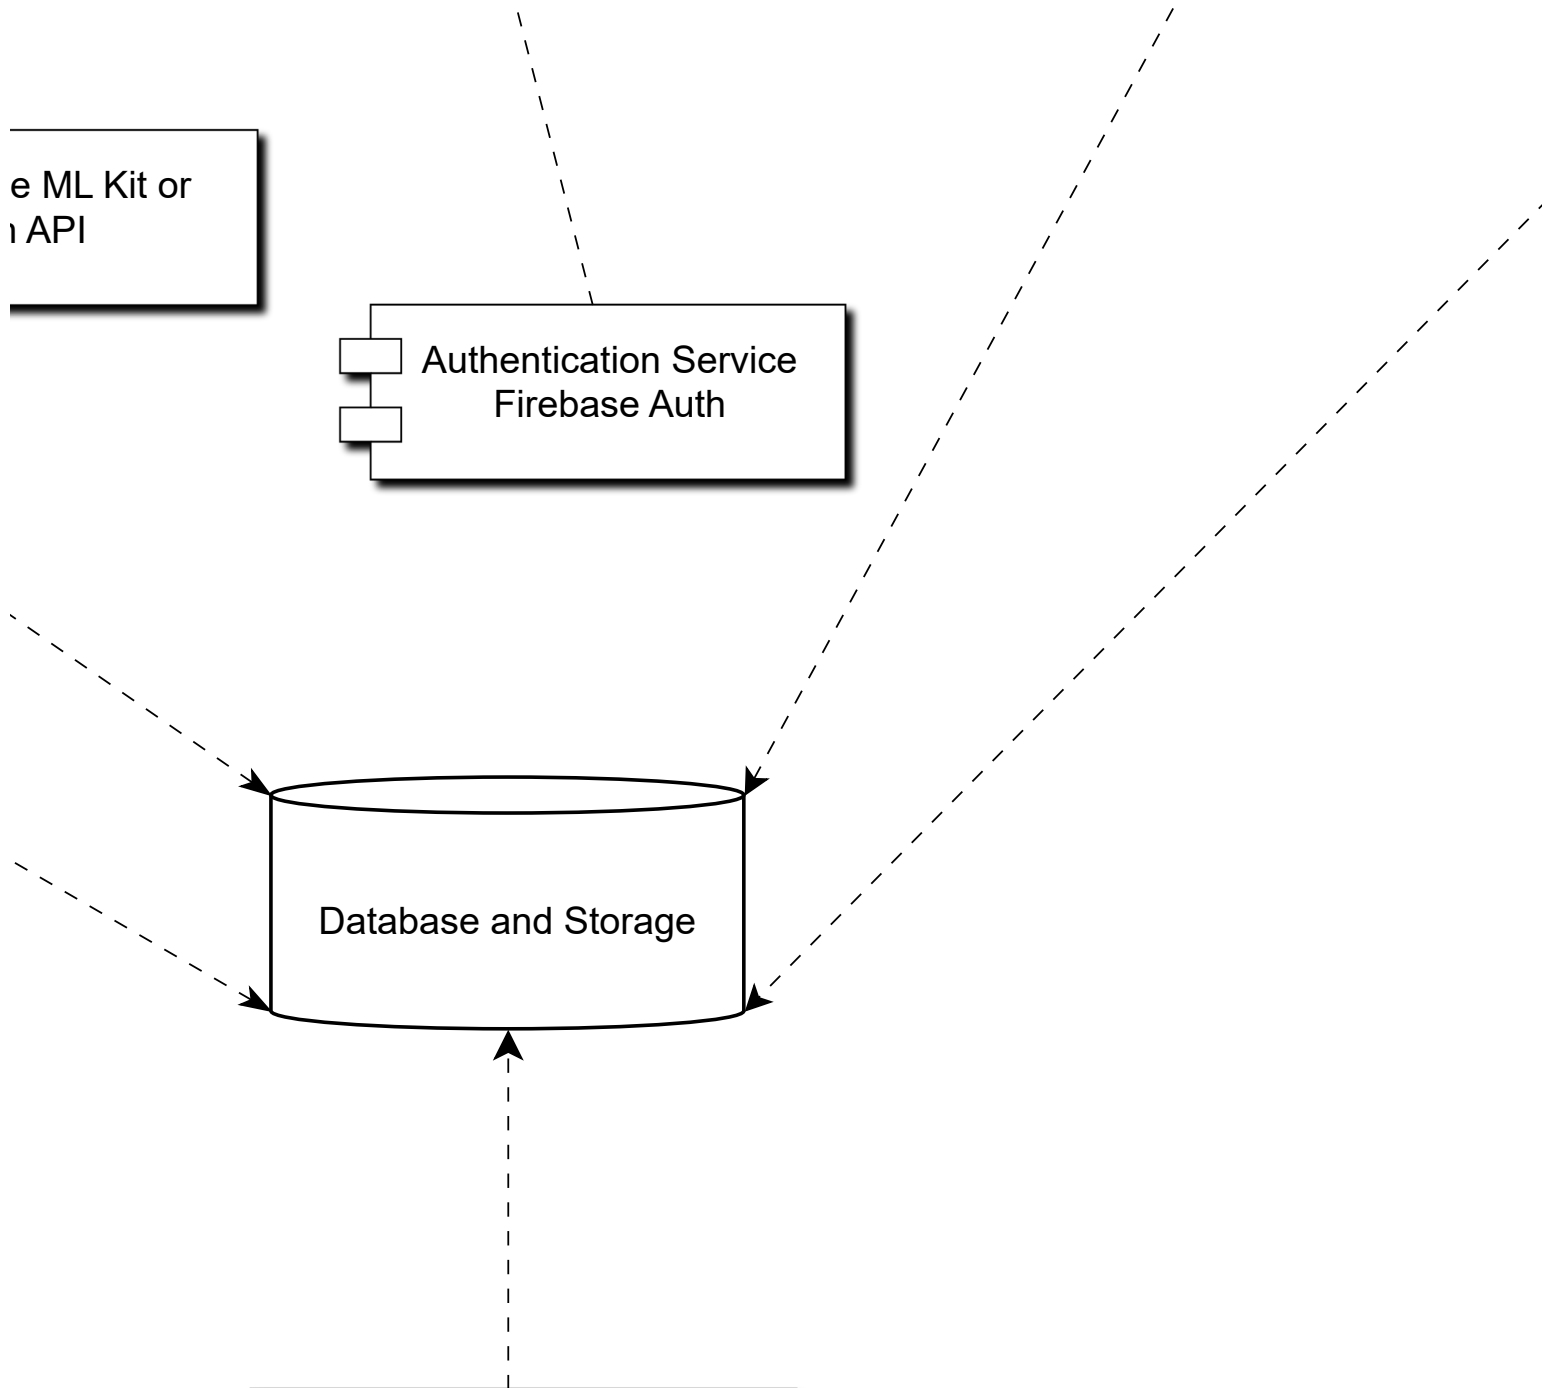 ML Kit or
API
Authentication Service
Firebase Auth
Database and Storage